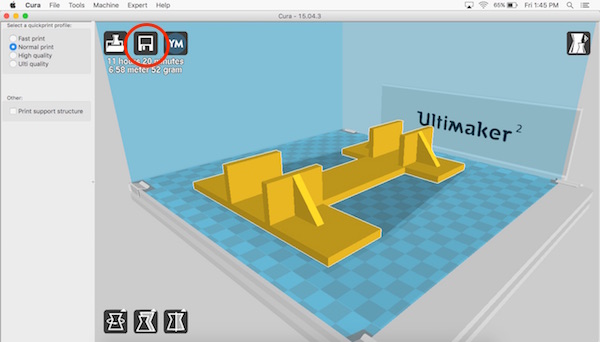 Cura File Tools Machine Expert Help
65% Fri 1:45 PM
Cura - 15.04.3
Select a quickprint profile:
Fast print
Normal print
High quality
Ulti quality
Other:
Print support structure
YM
11 hours 20 minutes
6.58 meter 52 gram
Ultimaker 2